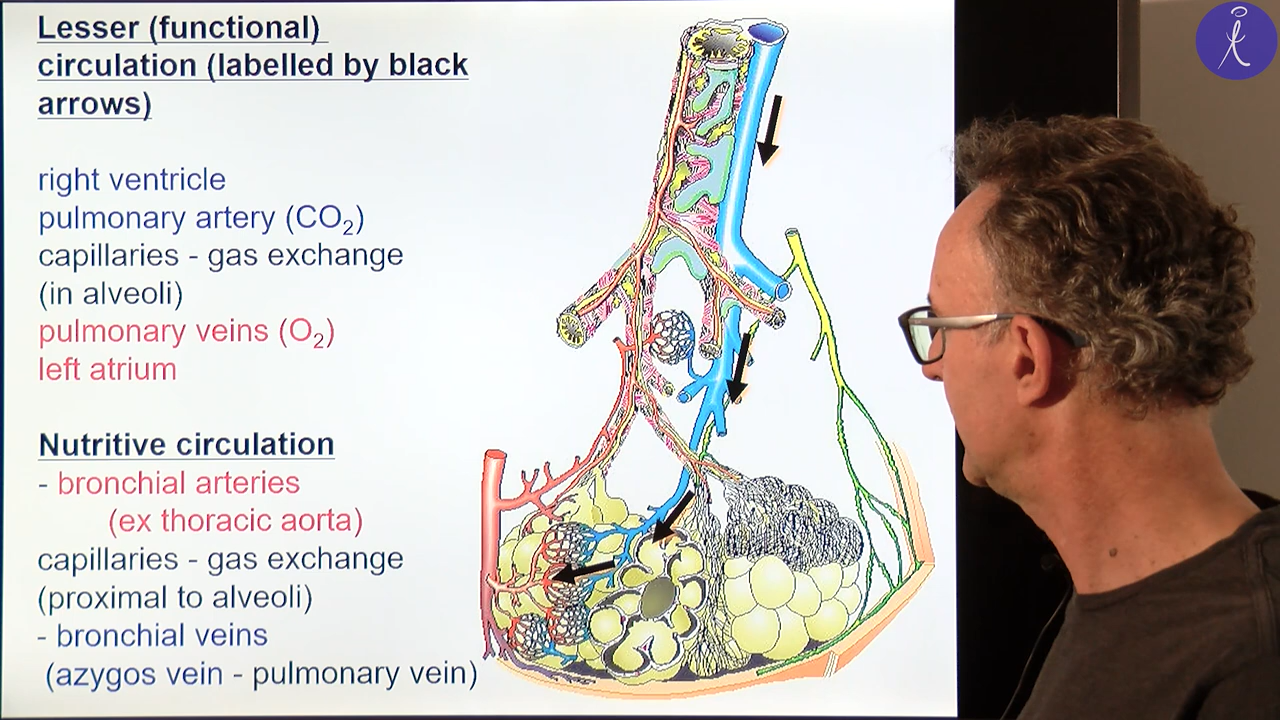 Lesser (functional)
circulation (labelled by black
arrows)
right ventricle
pulmonary artery (CO₂)
capillaries - gas exchange
(in alveoli)
pulmonary veins (O₂)
left atrium
Nutritive circulation
- bronchial arteries
(ex thoracic aorta)
capillaries - gas exchange
(proximal to alveoli)
- bronchial veins
(azygos vein - pulmonary vein)